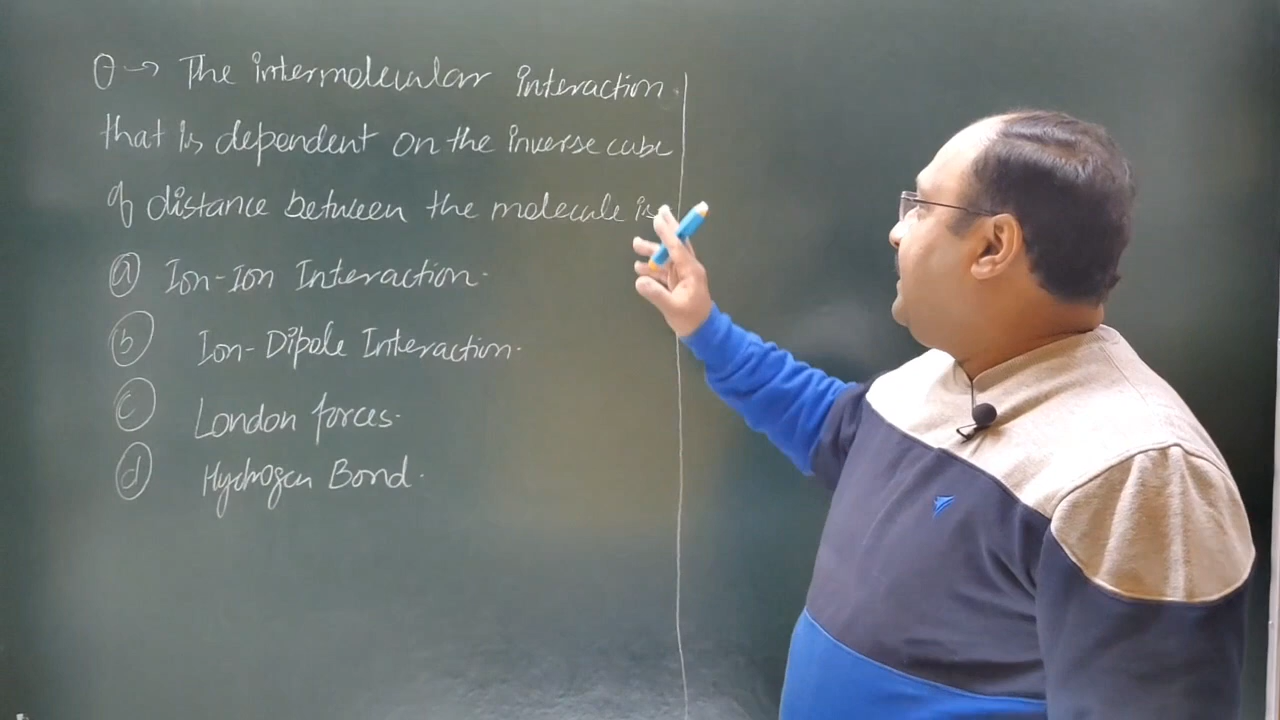 Q → The intermolecular interaction
that is dependent on the inverse cube
of distance between the molecule is
(a) Ion-Ion Interaction.
(b) Ion-Dipole Interaction.
(c) London forces.
(d) Hydrogen Bond.